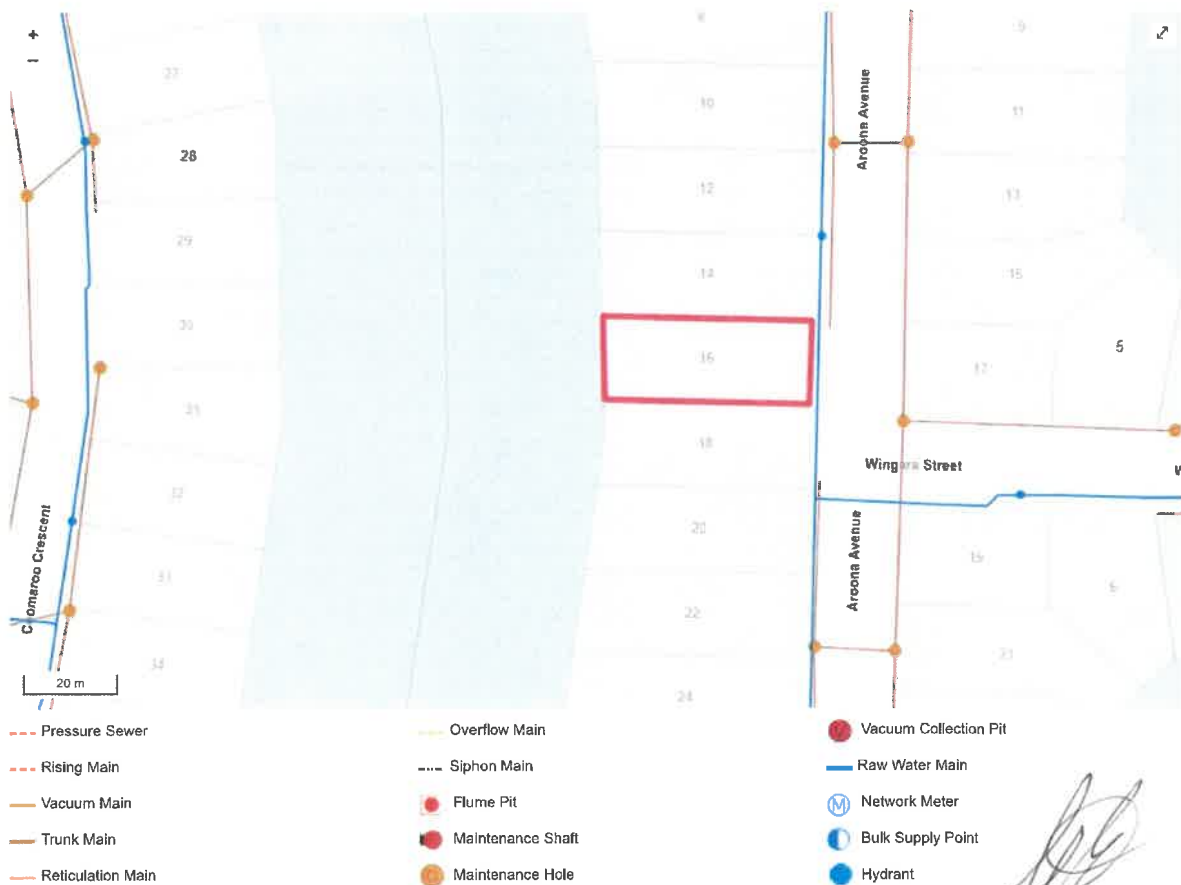 +
−
8
9
27
10
11
Aroona Avenue
28
12
13
29
14
15
30
16
5
17
31
18
Wingara Street
W
32
20
Coomaroo Crescent
Aroona Avenue
19
33
22
34
24
20 m
Pressure Sewer
Overflow Main
Vacuum Collection Pit
Rising Main
Siphon Main
Raw Water Main
Vacuum Main
Flume Pit
M Network Meter
Trunk Main
Maintenance Shaft
Bulk Supply Point
Reticulation Main
Maintenance Hole
Hydrant